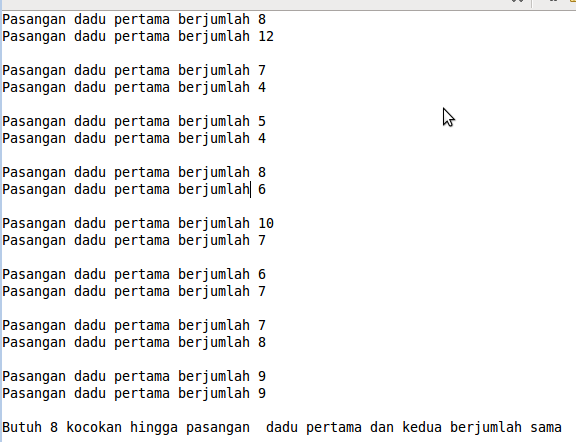 Pasangan dadu pertama berjumlah 8
Pasangan dadu pertama berjumlah 12
Pasangan dadu pertama berjumlah 7
Pasangan dadu pertama berjumlah 4
Pasangan dadu pertama berjumlah 5
Pasangan dadu pertama berjumlah 4
Pasangan dadu pertama berjumlah 8
Pasangan dadu pertama berjumlah 6
Pasangan dadu pertama berjumlah 10
Pasangan dadu pertama berjumlah 7
Pasangan dadu pertama berjumlah 6
Pasangan dadu pertama berjumlah 7
Pasangan dadu pertama berjumlah 7
Pasangan dadu pertama berjumlah 8
Pasangan dadu pertama berjumlah 9
Pasangan dadu pertama berjumlah 9
Butuh 8 kocokan hingga pasangan  dadu pertama dan kedua berjumlah sama